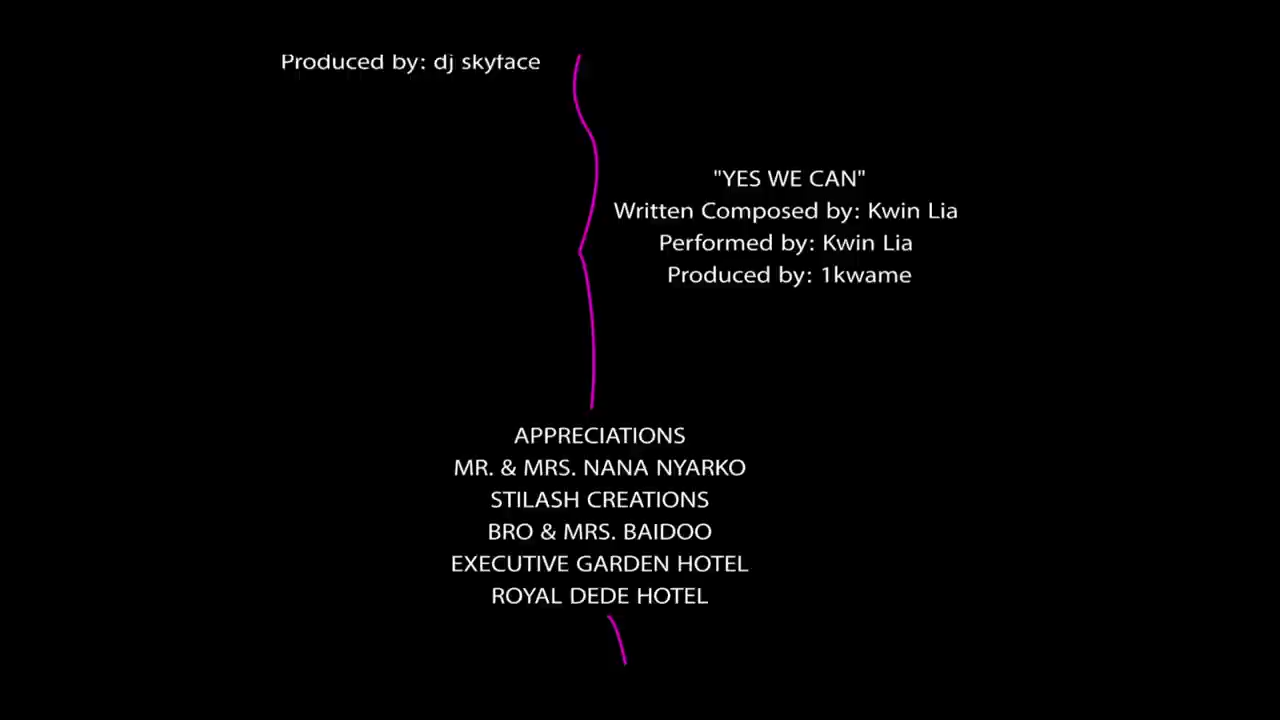 Produced by: dj skyface
"YES WE CAN"
Written Composed by: Kwin Lia
Performed by: Kwin Lia
Produced by: 1kwame
APPRECIATIONS
MR. & MRS. NANA NYARKO
STILASH CREATIONS
BRO & MRS. BAIDOO
EXECUTIVE GARDEN HOTEL
ROYAL DEDE HOTEL